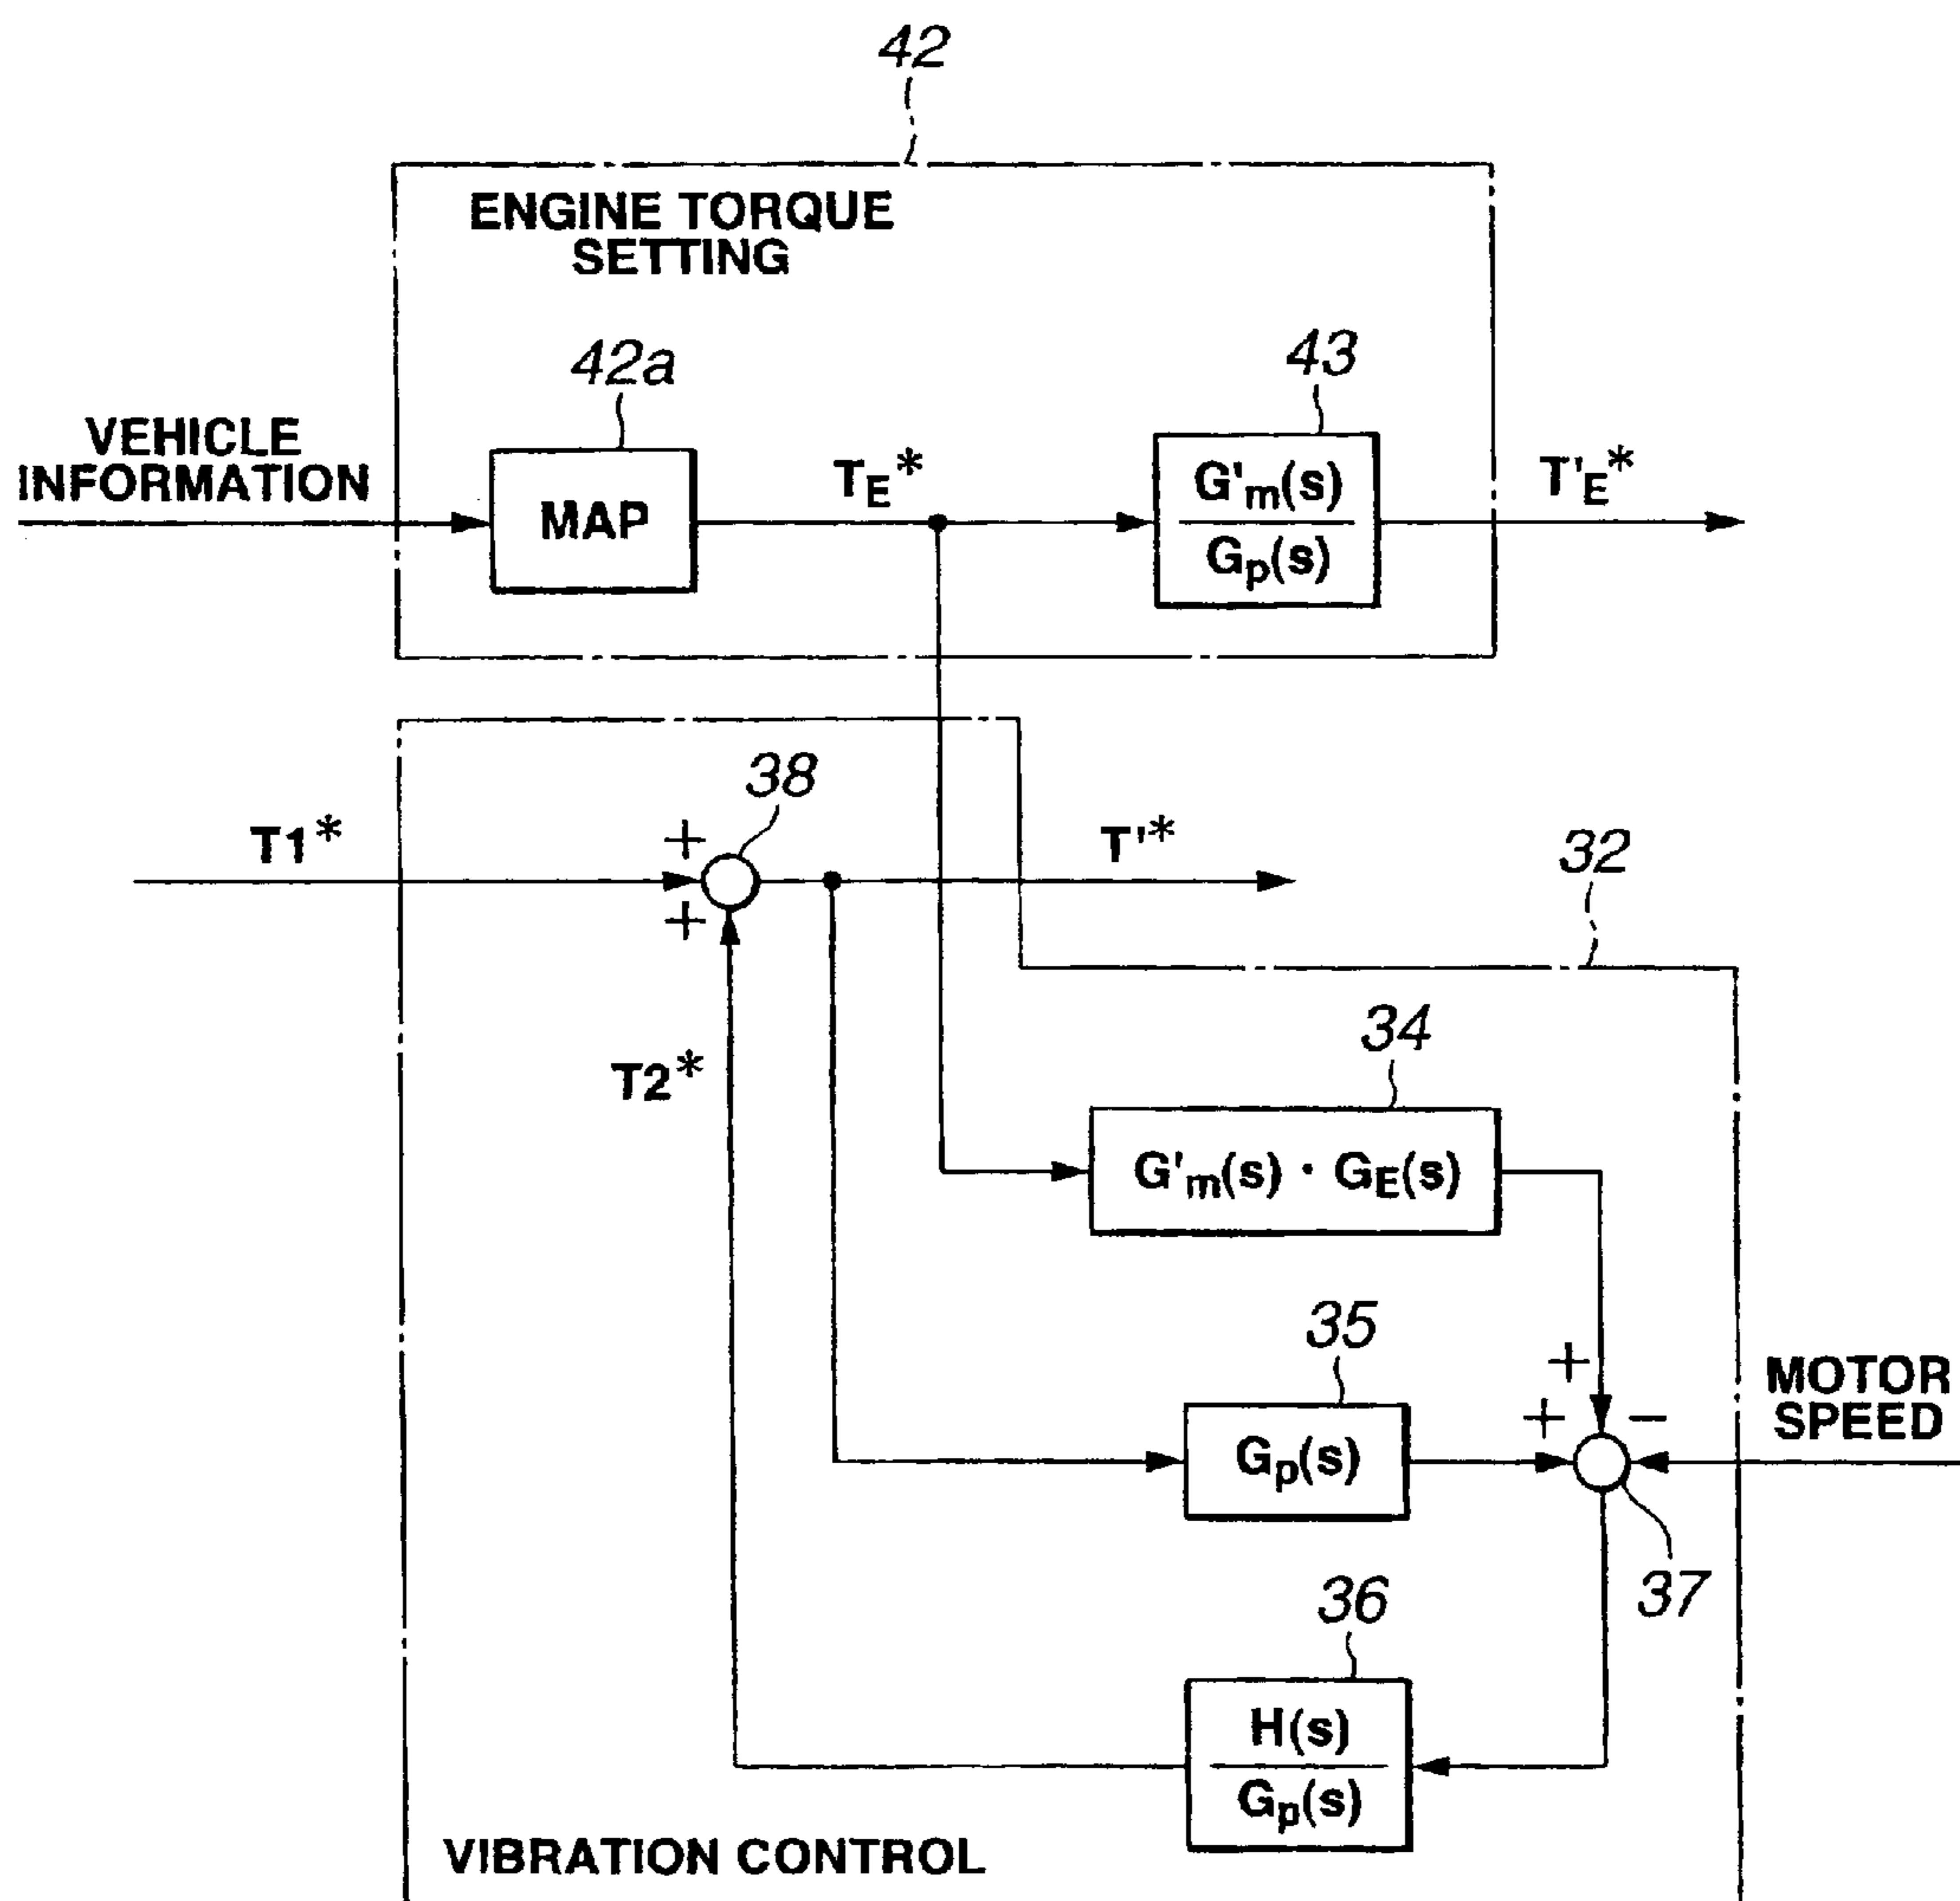 42
ENGINE TORQUE
SETTING
42a
43
VEHICLE
INFORMATION
MAP
TE*
G'm(s)
Gp(s)
T'E*
38
T1*
+
+
T'*
32
T2*
34
G'm(s) · GE(s)
35
+
+
−
MOTOR
SPEED
Gp(s)
37
36
H(s)
Gp(s)
VIBRATION CONTROL